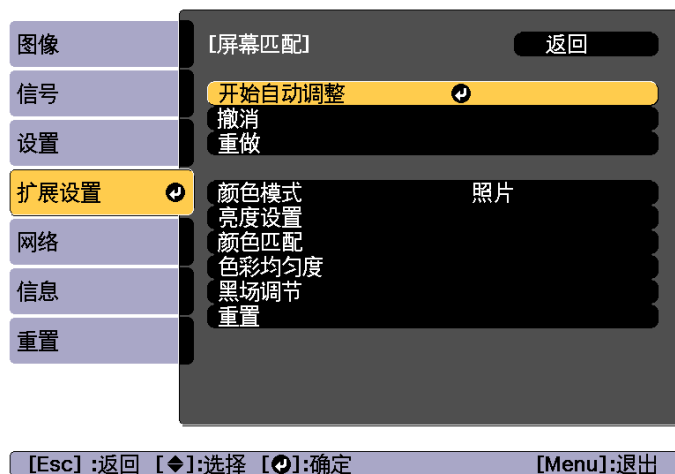 图像
信号
设置
扩展设置
网络
信息
重置
[屏幕匹配] 返回
开始自动调整
撤消
重做
颜色模式 照片
亮度设置
颜色匹配
色彩均匀度
黑场调节
重置
[Esc] :返回 [◆]:选择 [⏎]:确定 [Menu]:退出